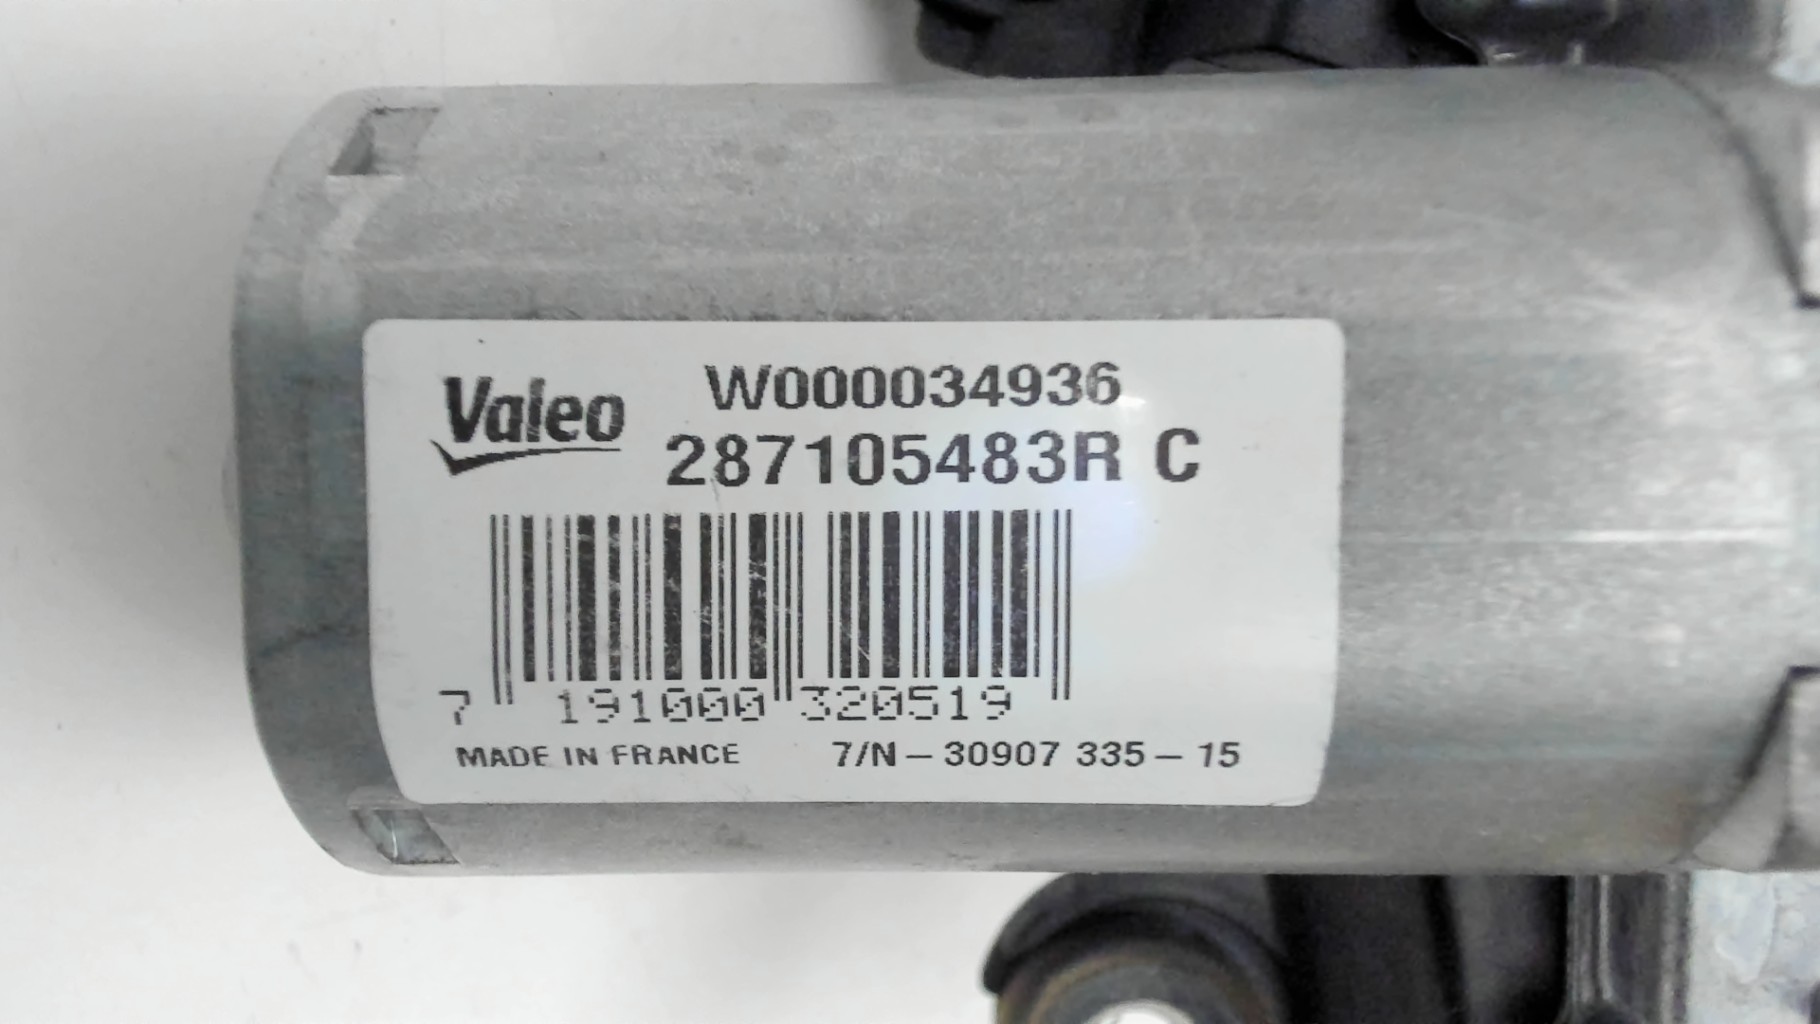 Valeo
W000034936
287105483R C
7 191000 320519
MADE IN FRANCE 7/N - 30907 335 - 15